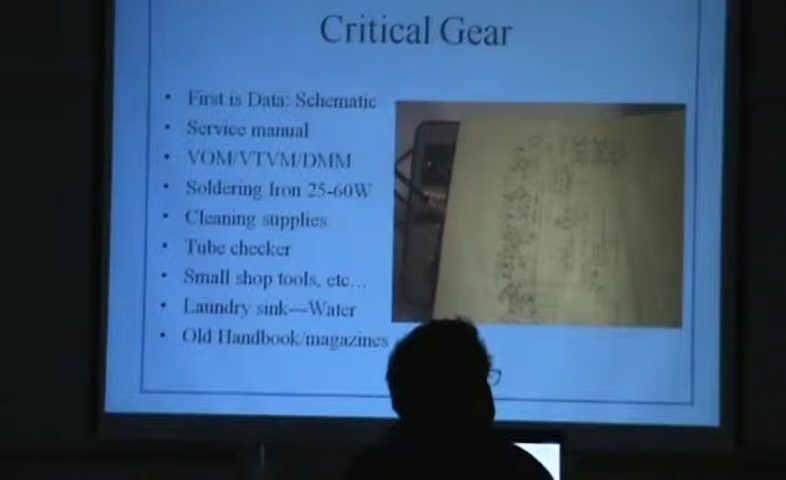 Critical Gear
• First is Data: Schematic
• Service manual
• VOM/VTVM/DMM
• Soldering Iron 25-60W
• Cleaning supplies
• Tube checker
• Small shop tools, etc…
• Laundry sink—Water
• Old Handbook/magazines